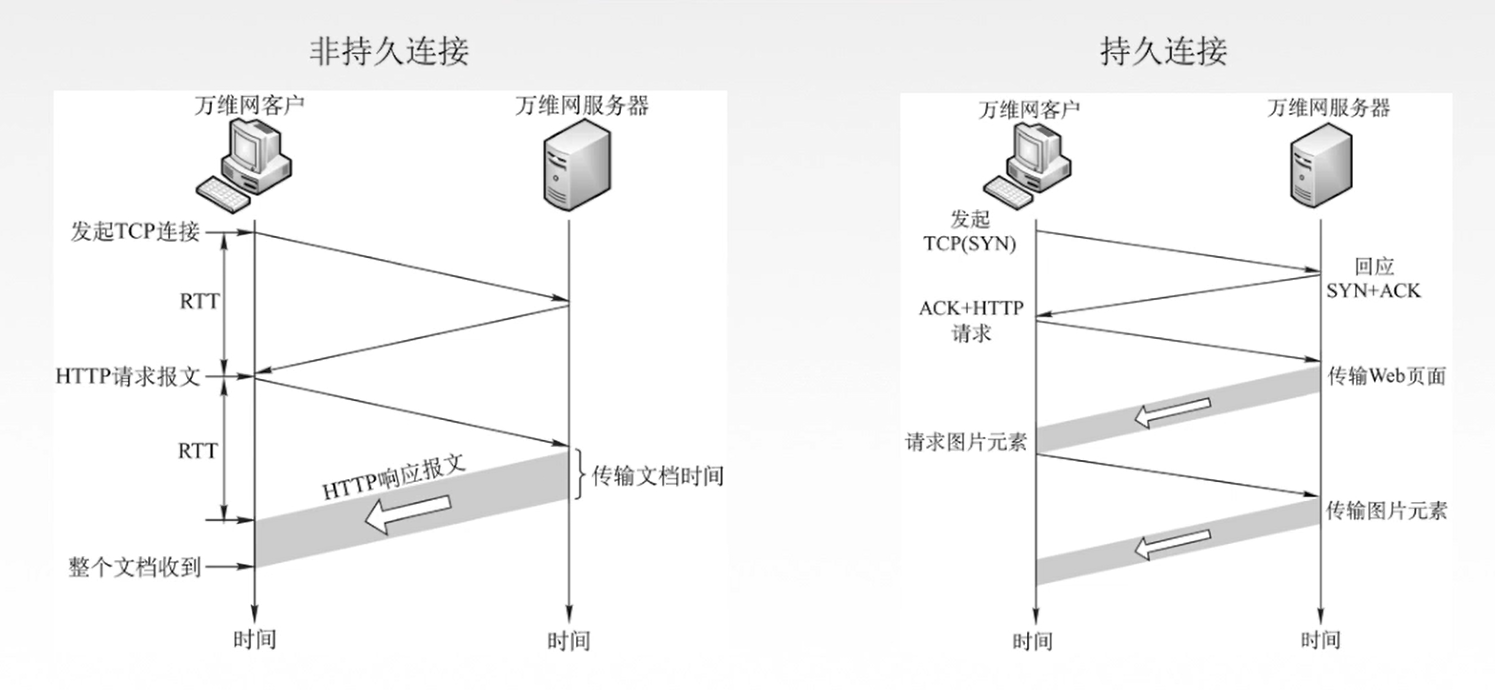 非持久连接
万维网客户
万维网服务器
发起TCP连接
RTT
HTTP请求报文
RTT
HTTP响应报文
传输文档时间
整个文档收到
时间
时间
持久连接
万维网客户
万维网服务器
发起
TCP(SYN)
回应
SYN+ACK
ACK+HTTP
请求
传输Web页面
请求图片元素
传输图片元素
时间
时间